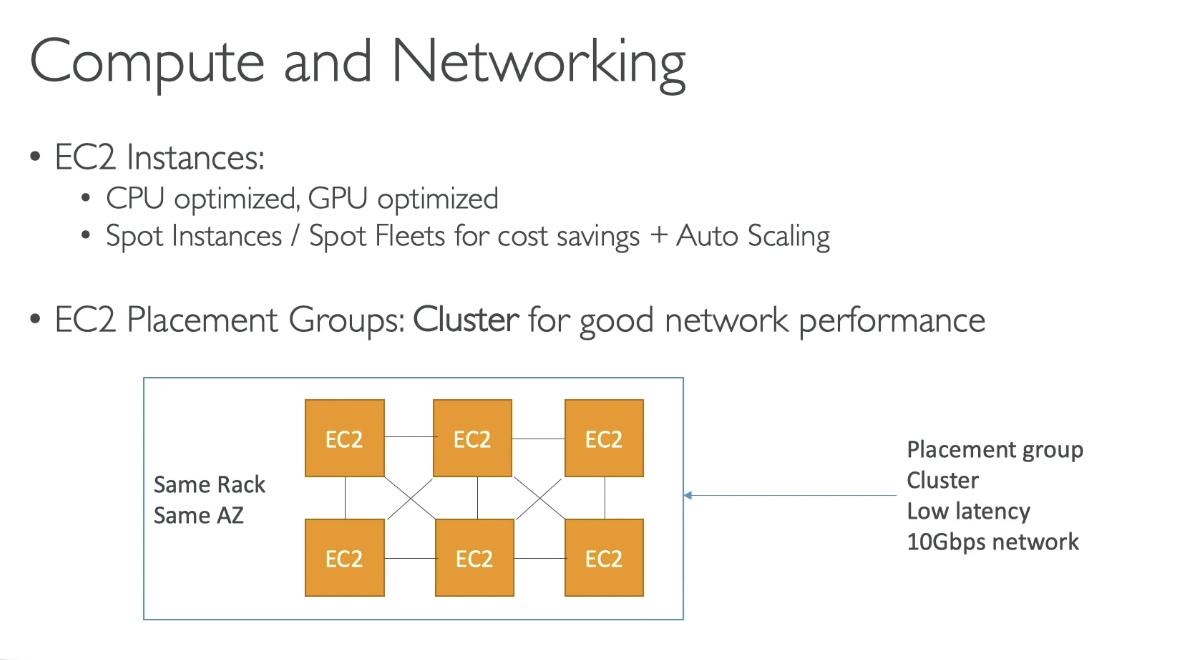 Compute and Networking
• EC2 Instances:
• CPU optimized, GPU optimized
• Spot Instances / Spot Fleets for cost savings + Auto Scaling
• EC2 Placement Groups: Cluster for good network performance
EC2 EC2 EC2
Same Rack
Same AZ
EC2 EC2 EC2
Placement group
Cluster
Low latency
10Gbps network